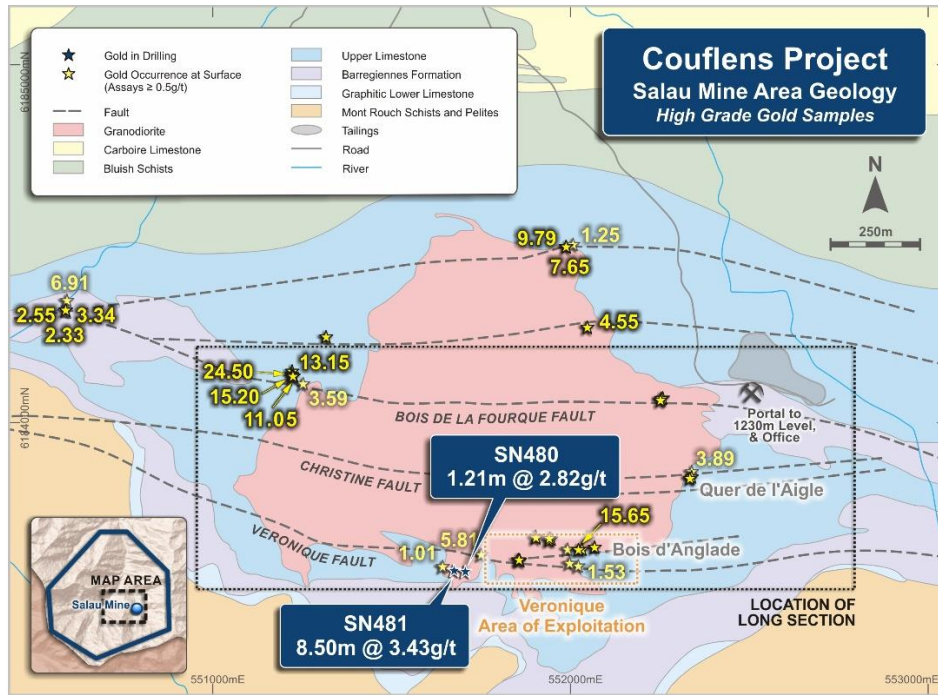 Couflens Project
Salau Mine Area Geology
High Grade Gold Samples
Gold in Drilling
Gold Occurrence at Surface
(Assays ≥ 0.5g/t)
Fault
Granodiorite
Carboire Limestone
Bluish Schists
Upper Limestone
Barregiennes Formation
Graphitic Lower Limestone
Mont Rouch Schists and Pelites
Tailings
Road
River
6185000mN
N
250m
9.79
1.25
7.65
6.91
2.55
3.34
2.33
4.55
13.15
24.50
15.20
11.05
3.59
6184000mN
BOIS DE LA FOURQUE FAULT
Portal to
1230m Level,
& Office
CHRISTINE FAULT
SN480
1.21m @ 2.82g/t
3.89
Quer de l'Aigle
VERONIQUE FAULT
15.65
5.81
1.01
Bois d'Anglade
1.53
MAP AREA
Salau Mine
SN481
8.50m @ 3.43g/t
Veronique
Area of Exploitation
LOCATION OF
LONG SECTION
551000mE
552000mE
553000mE